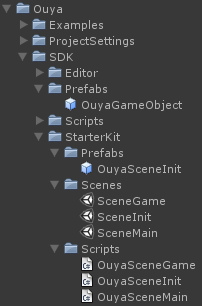 Ouya
Examples
ProjectSettings
SDK
Editor
Prefabs
OuyaGameObject
Scripts
StarterKit
Prefabs
OuyaSceneInit
Scenes
SceneGame
SceneInit
SceneMain
Scripts
OuyaSceneGame
OuyaSceneInit
OuyaSceneMain